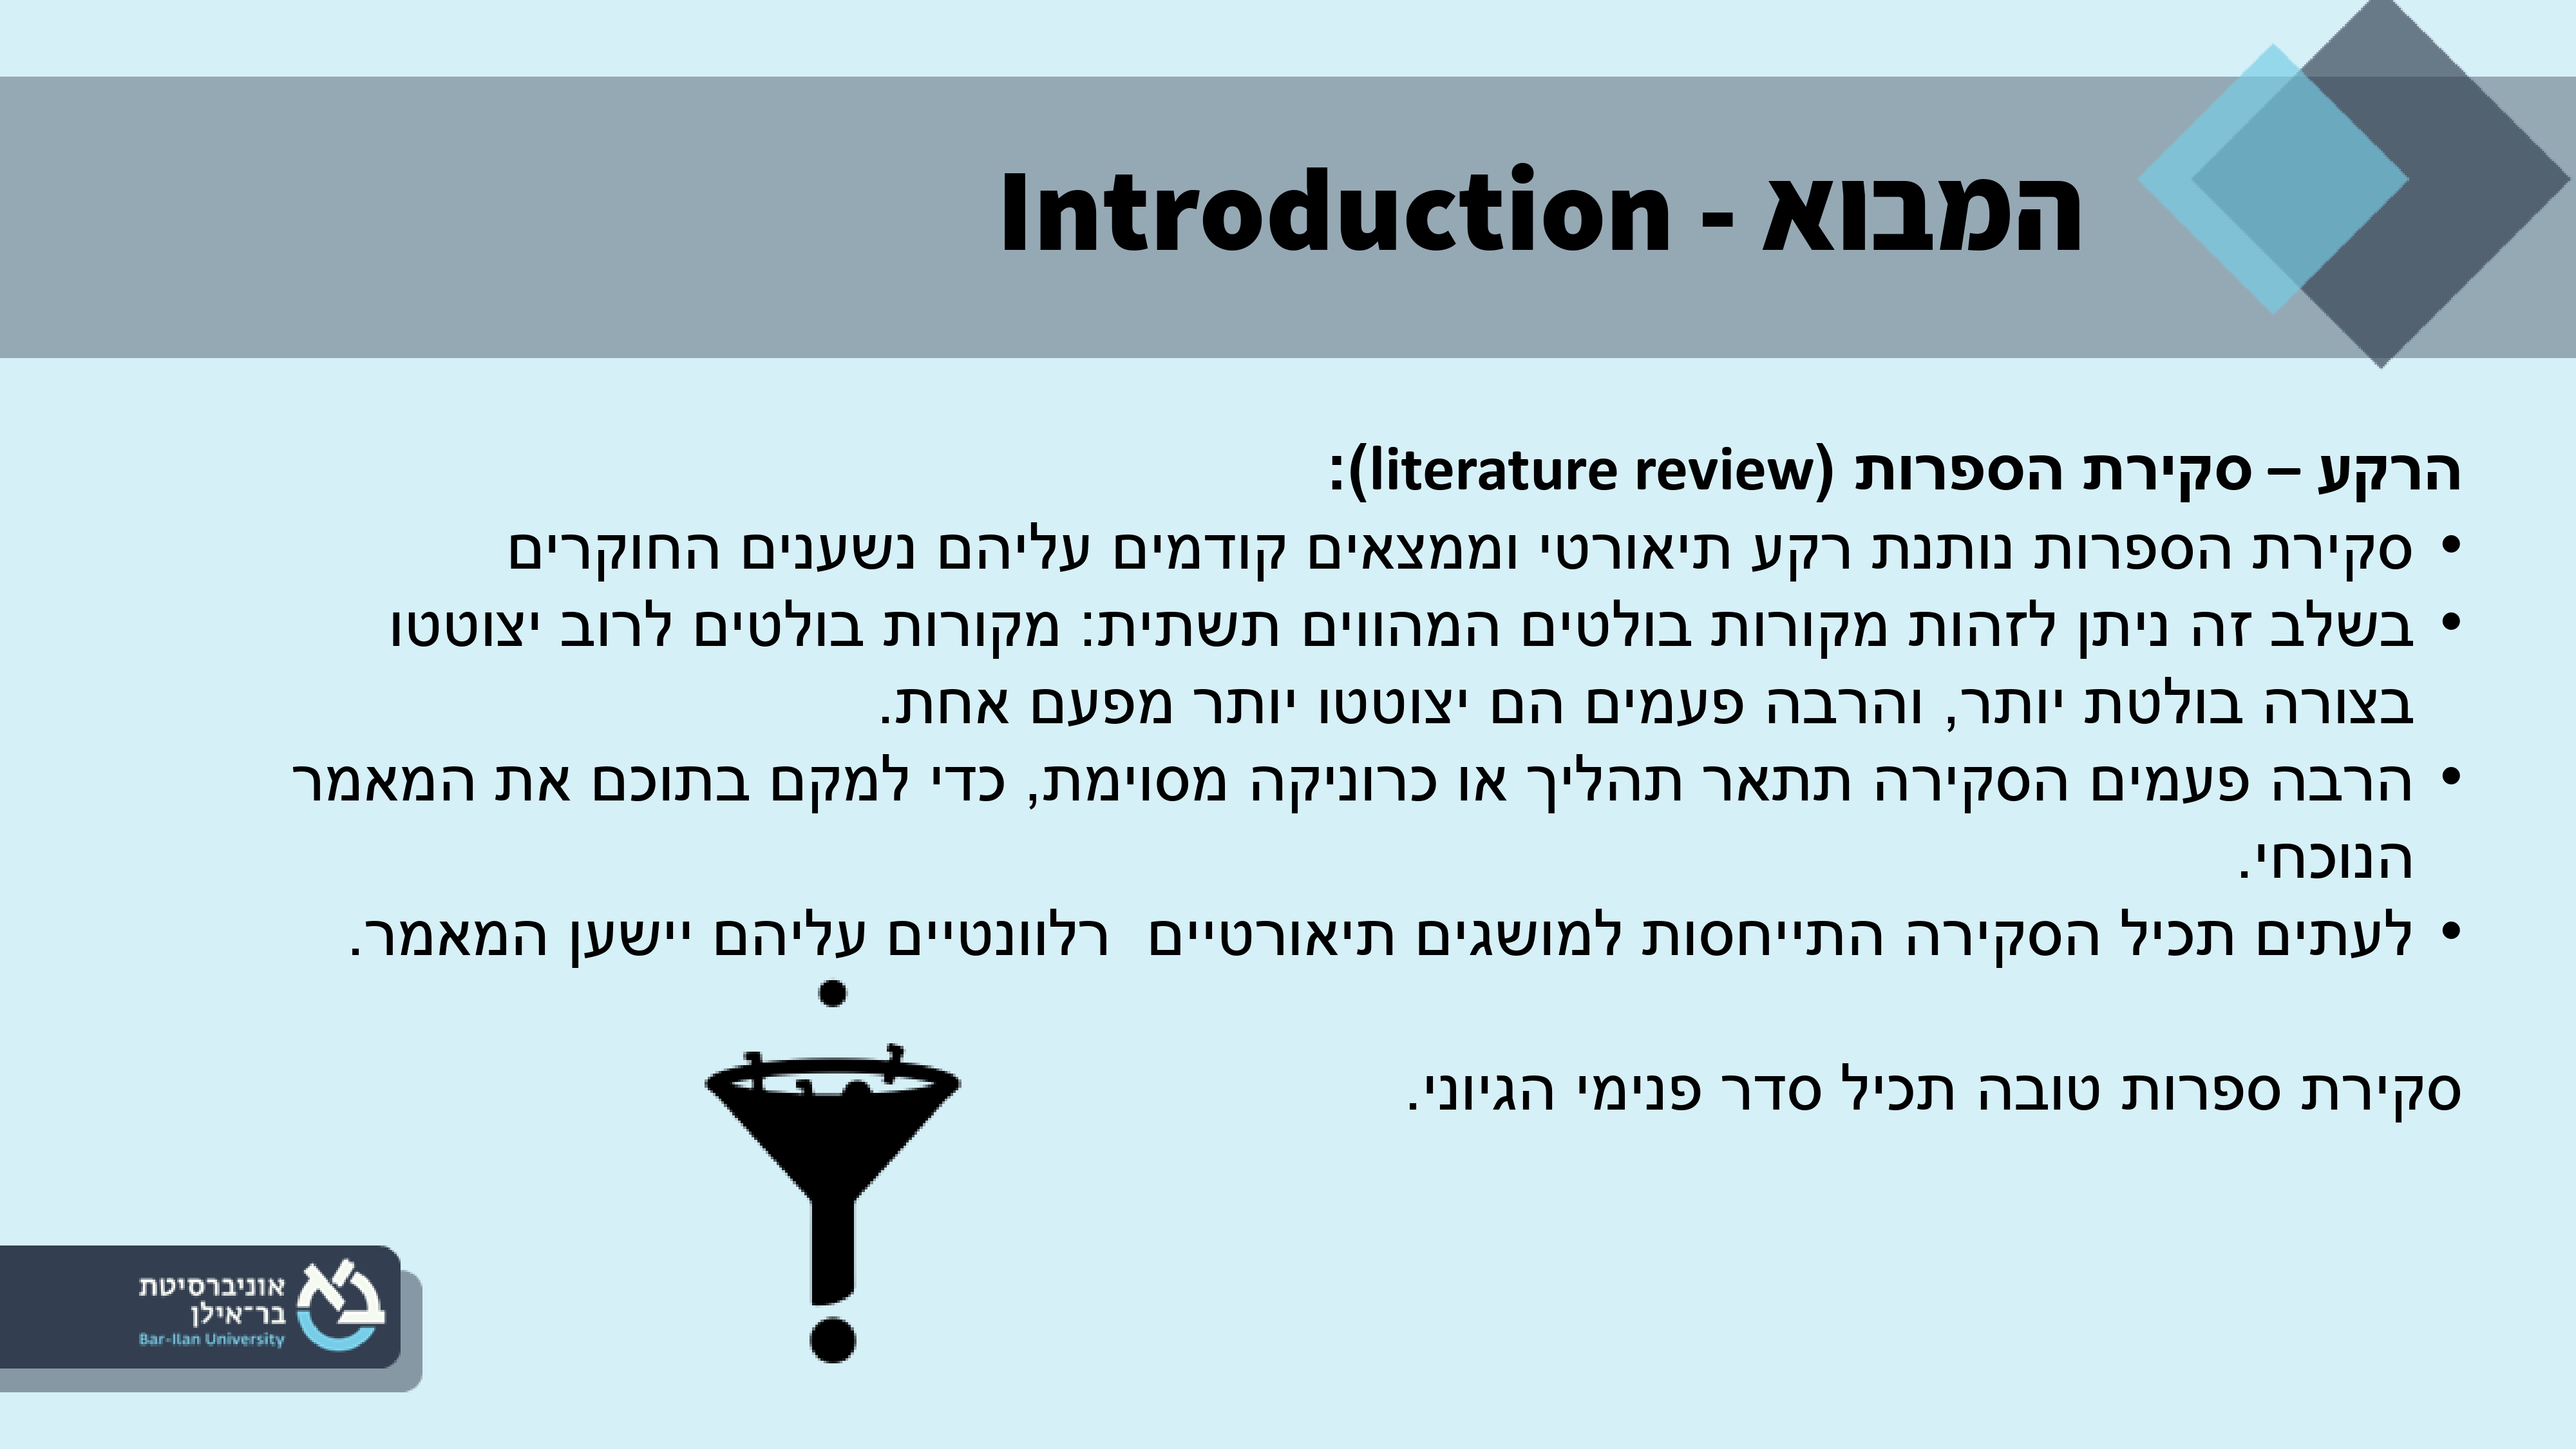 המבוא - Introduction
הרקע – סקירת הספרות (literature review):
• סקירת הספרות נותנת רקע תיאורטי וממצאים קודמים עליהם נשענים החוקרים
• בשלב זה ניתן לזהות מקורות בולטים המהווים תשתית: מקורות בולטים לרוב יצוטטו
בצורה בולטת יותר, והרבה פעמים הם יצוטטו יותר מפעם אחת.
• הרבה פעמים הסקירה תתאר תהליך או כרוניקה מסוימת, כדי למקם בתוכם את המאמר
הנוכחי.
• לעתים תכיל הסקירה התייחסות למושגים תיאורטיים  רלוונטיים עליהם יישען המאמר.
סקירת ספרות טובה תכיל סדר פנימי הגיוני.
אוניברסיטת
בר־אילן
Bar-Ilan University